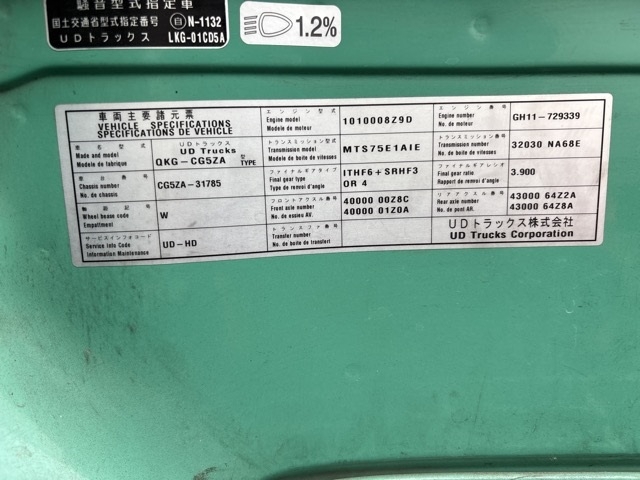 騒音型式指定車
国土交通省型式指定番号 自 N-1132
UDトラックス LKG-01CD5A
1.2%
車両主要諸元表
VEHICLE SPECIFICATIONS
SPECIFICATIONS DE VEHICLE
車名型式
Made and model
Modele de fabrique
UDトラックス
UD Trucks
QKG-CG5ZA 型 TYPE
車台番号
Chassis number
No. de chassis
CG5ZA-31785
軸距記号
Wheel bease code
Empattement
W
サービスインフォコード
Service Info Code
Information Maintenance
UD-HD
エンジン型式
Engine model
Modele de moteur
1010008Z9D
トランスミッション型式
Transmission model
Modele de boite de vitesses
MTS75E1AIE
ファイナルギアタイプ
Final gear type
Type de renvoi d'angle
ITHF6+SRHF3
OR 4
フロントアクスル番号
Front axle number
No. de essieu AV.
40000 00Z8C
40000 01Z0A
トランスファ番号
Transfer number
No. de boite de transfert
エンジン番号
Engine number
No. de moteur
GH11-729339
トランスミッション番号
Transmission number
No. de boite de vitesses
32030 NA68E
ファイナルギアレシオ
Final gear ratio
Rapport de renvoi d'angle
3.900
リアアクスル番号
Rear axle number
No. de pont AR.
43000 64Z2A
43000 64Z8A
UDトラックス株式会社
UD Trucks Corporation